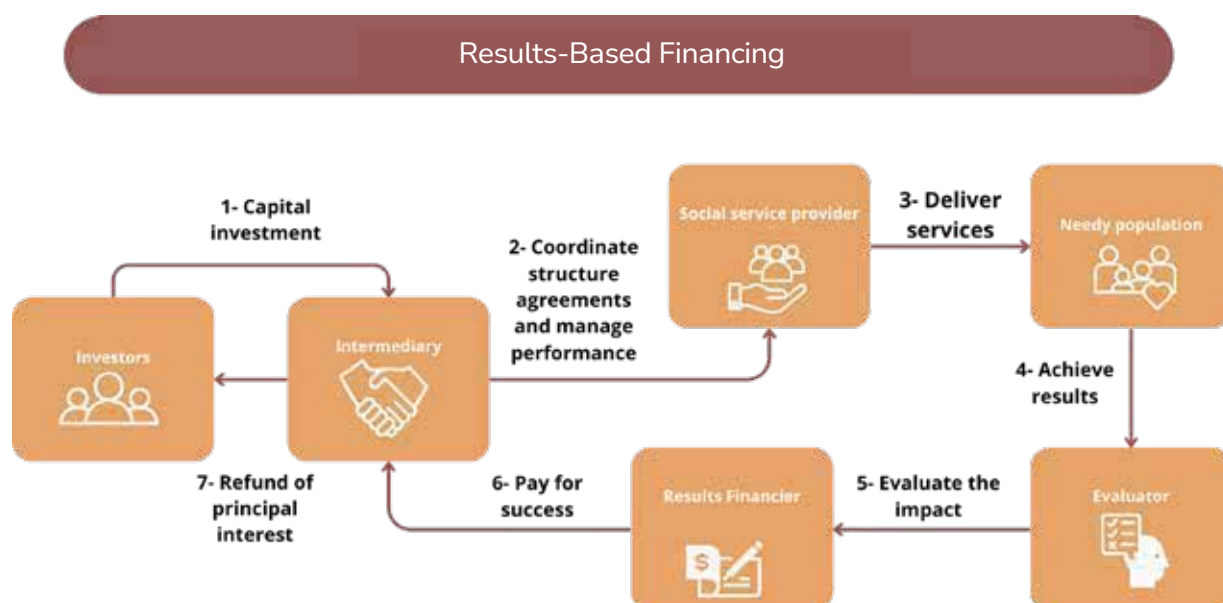 Results-Based Financing
1- Capital
investment
2- Coordinate
structure
agreements
and manage
performance
Social service provider
3- Deliver
services
Needy population
Investors
Intermediary
4- Achieve
results
7- Refund of
principal
interest
6- Pay for
success
Results Financier
$
5- Evaluate the
impact
Evaluator